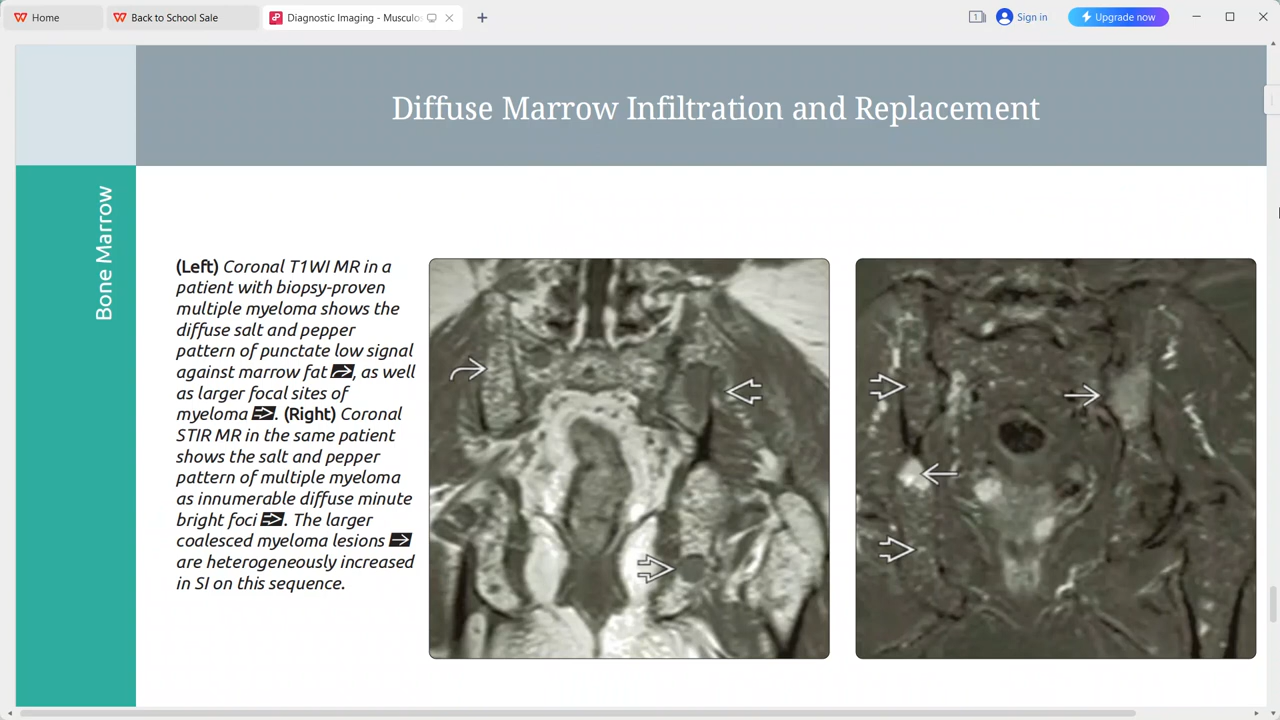 Home
Back to School Sale
Diagnostic Imaging - Musculo
1
Sign in
Upgrade now
Diffuse Marrow Infiltration and Replacement
Bone Marrow
(Left) Coronal T1WI MR in a
patient with biopsy-proven
multiple myeloma shows the
diffuse salt and pepper
pattern of punctate low signal
against marrow fat, as well
as larger focal sites of
myeloma. (Right) Coronal
STIR MR in the same patient
shows the salt and pepper
pattern of multiple myeloma
as innumerable diffuse minute
bright foci. The larger
coalesced myeloma lesions
are heterogeneously increased
in SI on this sequence.